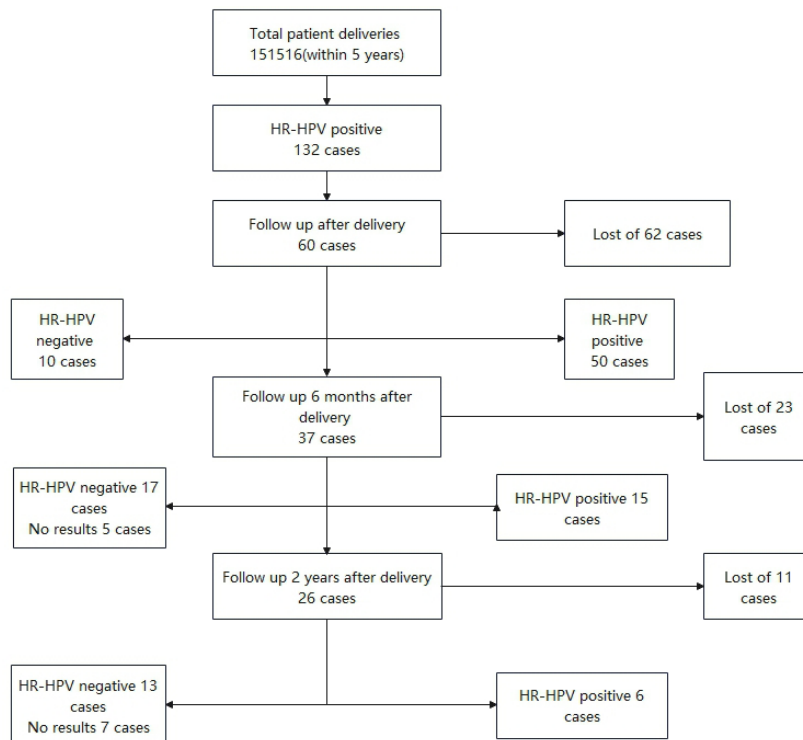 Total patient deliveries
151516(within 5 years)
HR-HPV positive
132 cases
Follow up after delivery
60 cases
Lost of 62 cases
HR-HPV
negative
10 cases
HR-HPV
positive
50 cases
Follow up 6 months after
delivery
37 cases
Lost of 23
cases
HR-HPV negative 17
cases
No results 5 cases
HR-HPV positive 15
cases
Follow up 2 years after delivery
26 cases
Lost of 11
cases
HR-HPV negative 13
cases
No results 7 cases
HR-HPV positive 6
cases